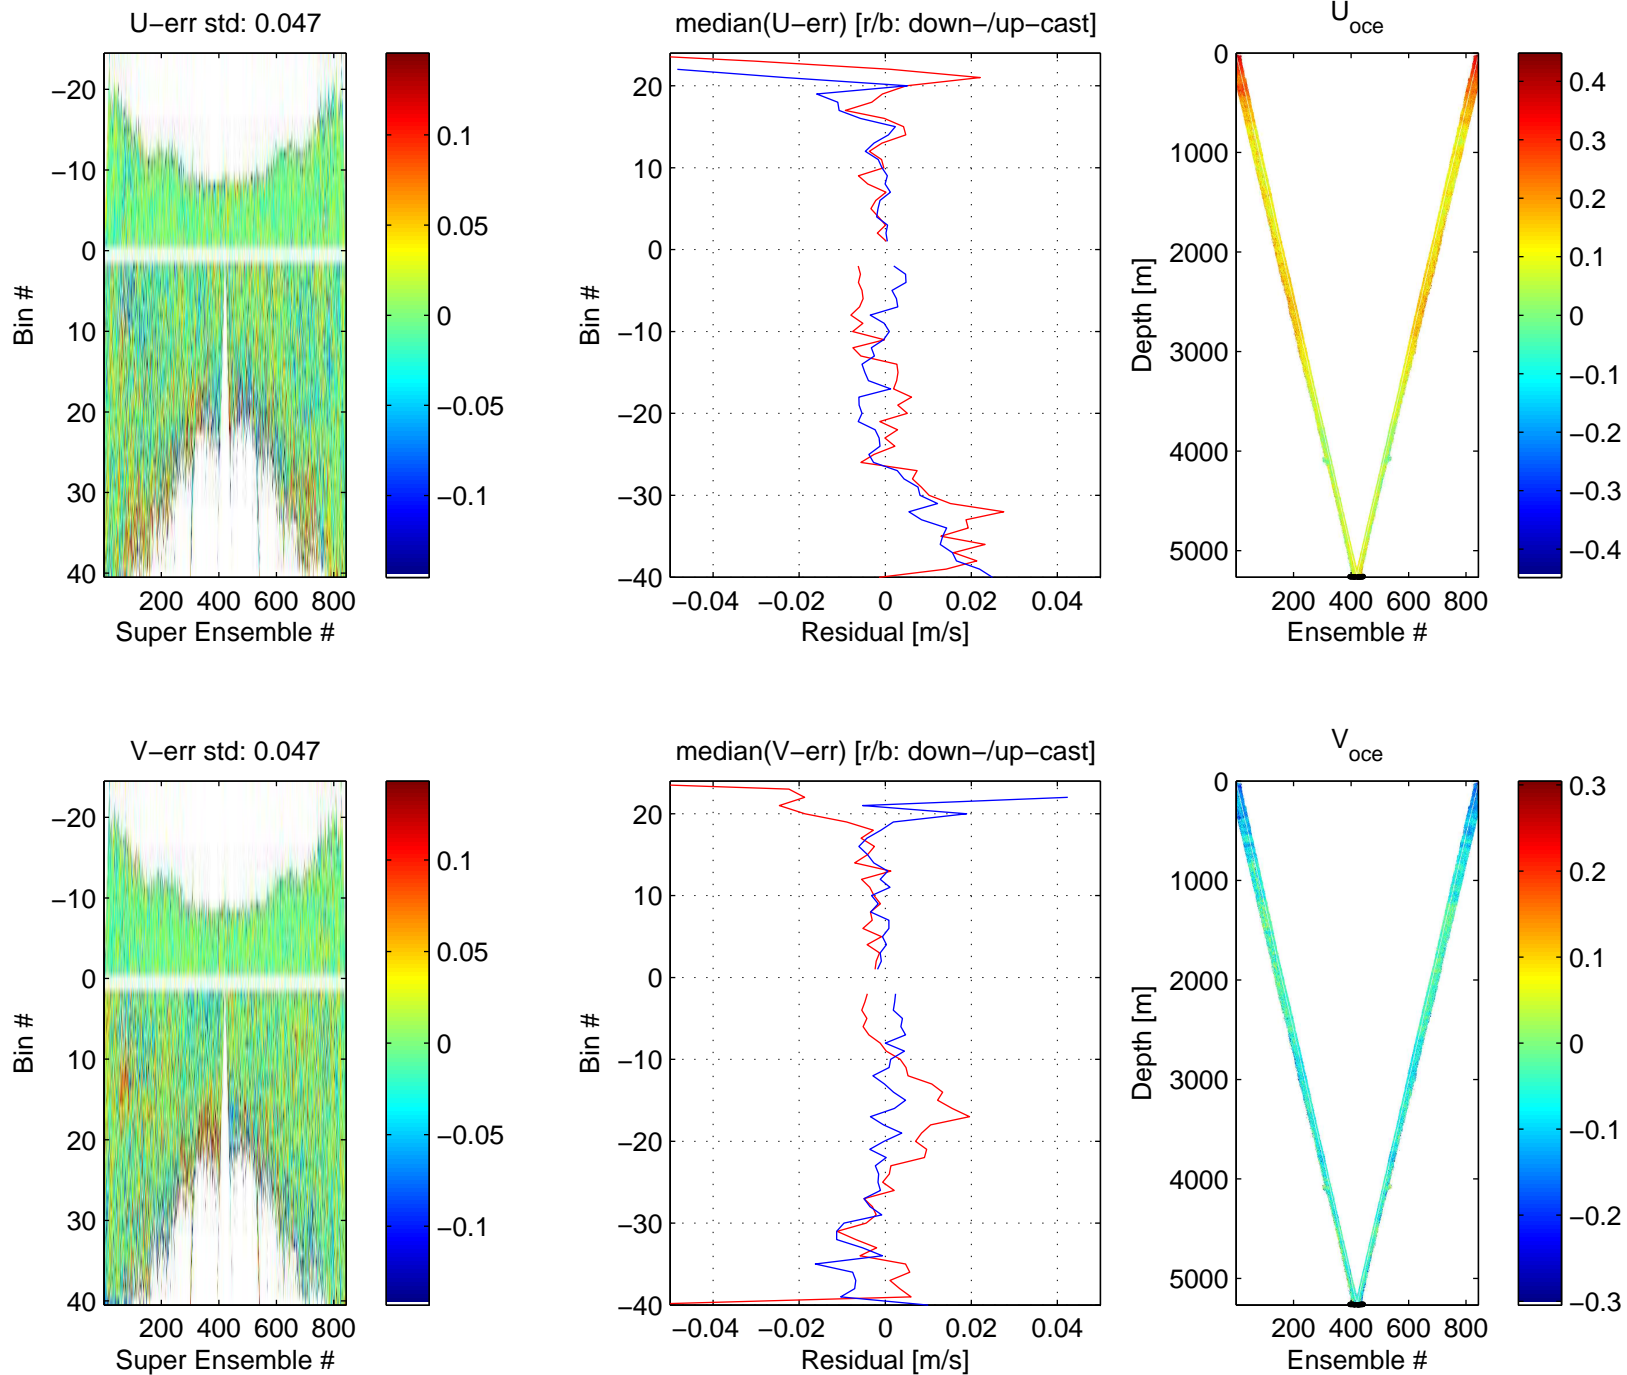 U−err std: 0.047
−20
−10
0
10
20
30
40
Bin #
200 400 600 800
Super Ensemble #
0.1
0.05
0
−0.05
−0.1
median(U−err) [r/b: down−/up−cast]
20
10
0
−10
−20
−30
−40
Bin #
−0.04 −0.02 0 0.02 0.04
Residual [m/s]
U_oce
0
1000
2000
3000
4000
5000
Depth [m]
200 400 600 800
Ensemble #
0.4
0.3
0.2
0.1
0
−0.1
−0.2
−0.3
−0.4
V−err std: 0.047
−20
−10
0
10
20
30
40
Bin #
200 400 600 800
Super Ensemble #
0.1
0.05
0
−0.05
−0.1
median(V−err) [r/b: down−/up−cast]
20
10
0
−10
−20
−30
−40
Bin #
−0.04 −0.02 0 0.02 0.04
Residual [m/s]
V_oce
0
1000
2000
3000
4000
5000
Depth [m]
200 400 600 800
Ensemble #
0.3
0.2
0.1
0
−0.1
−0.2
−0.3